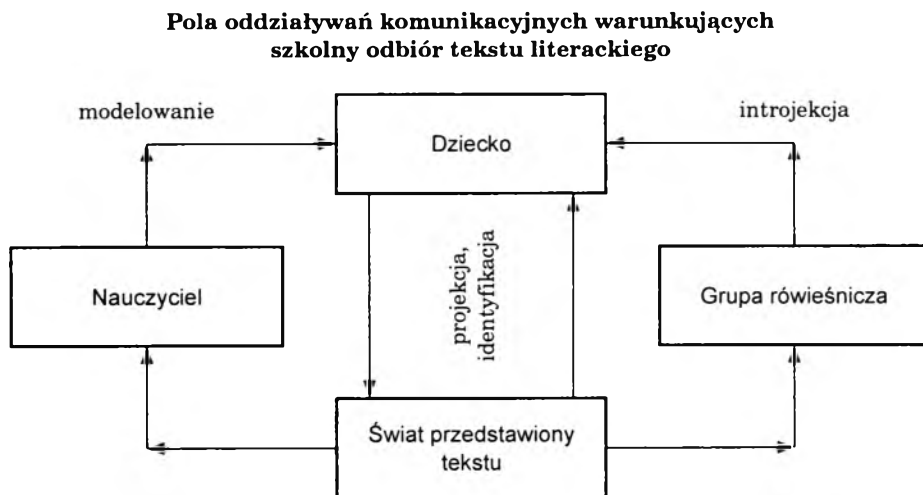 Pola oddziaływań komunikacyjnych warunkujących
szkolny odbiór tekstu literackiego
modelowanie
introjekcja
Dziecko
projekcja,
identyfikacja
Nauczyciel
Grupa rówieśnicza
Świat przedstawiony
tekstu